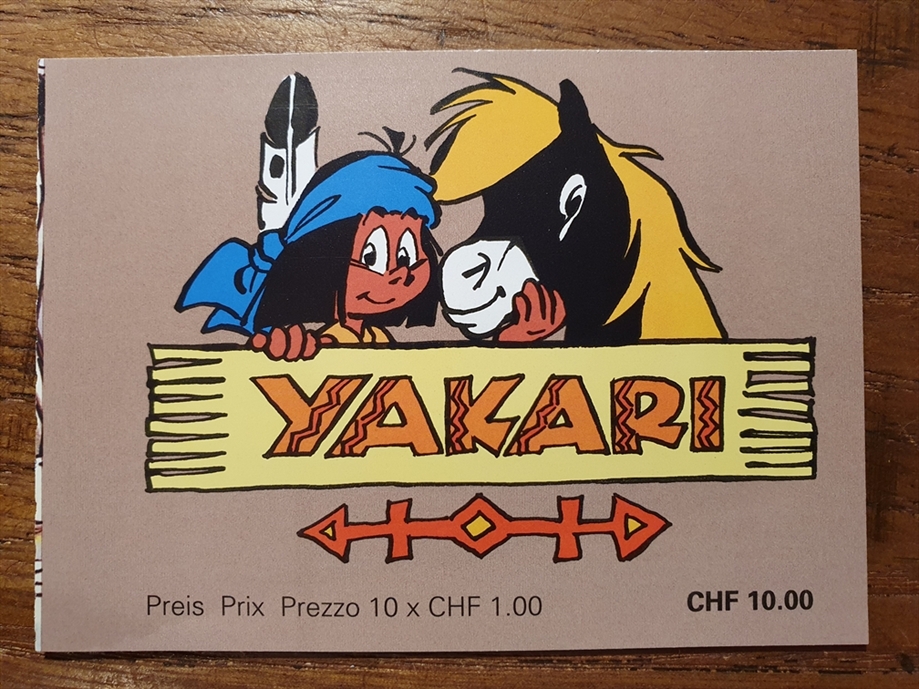 YAKARI
Preis Prix Prezzo 10 x CHF 1.00 CHF 10.00